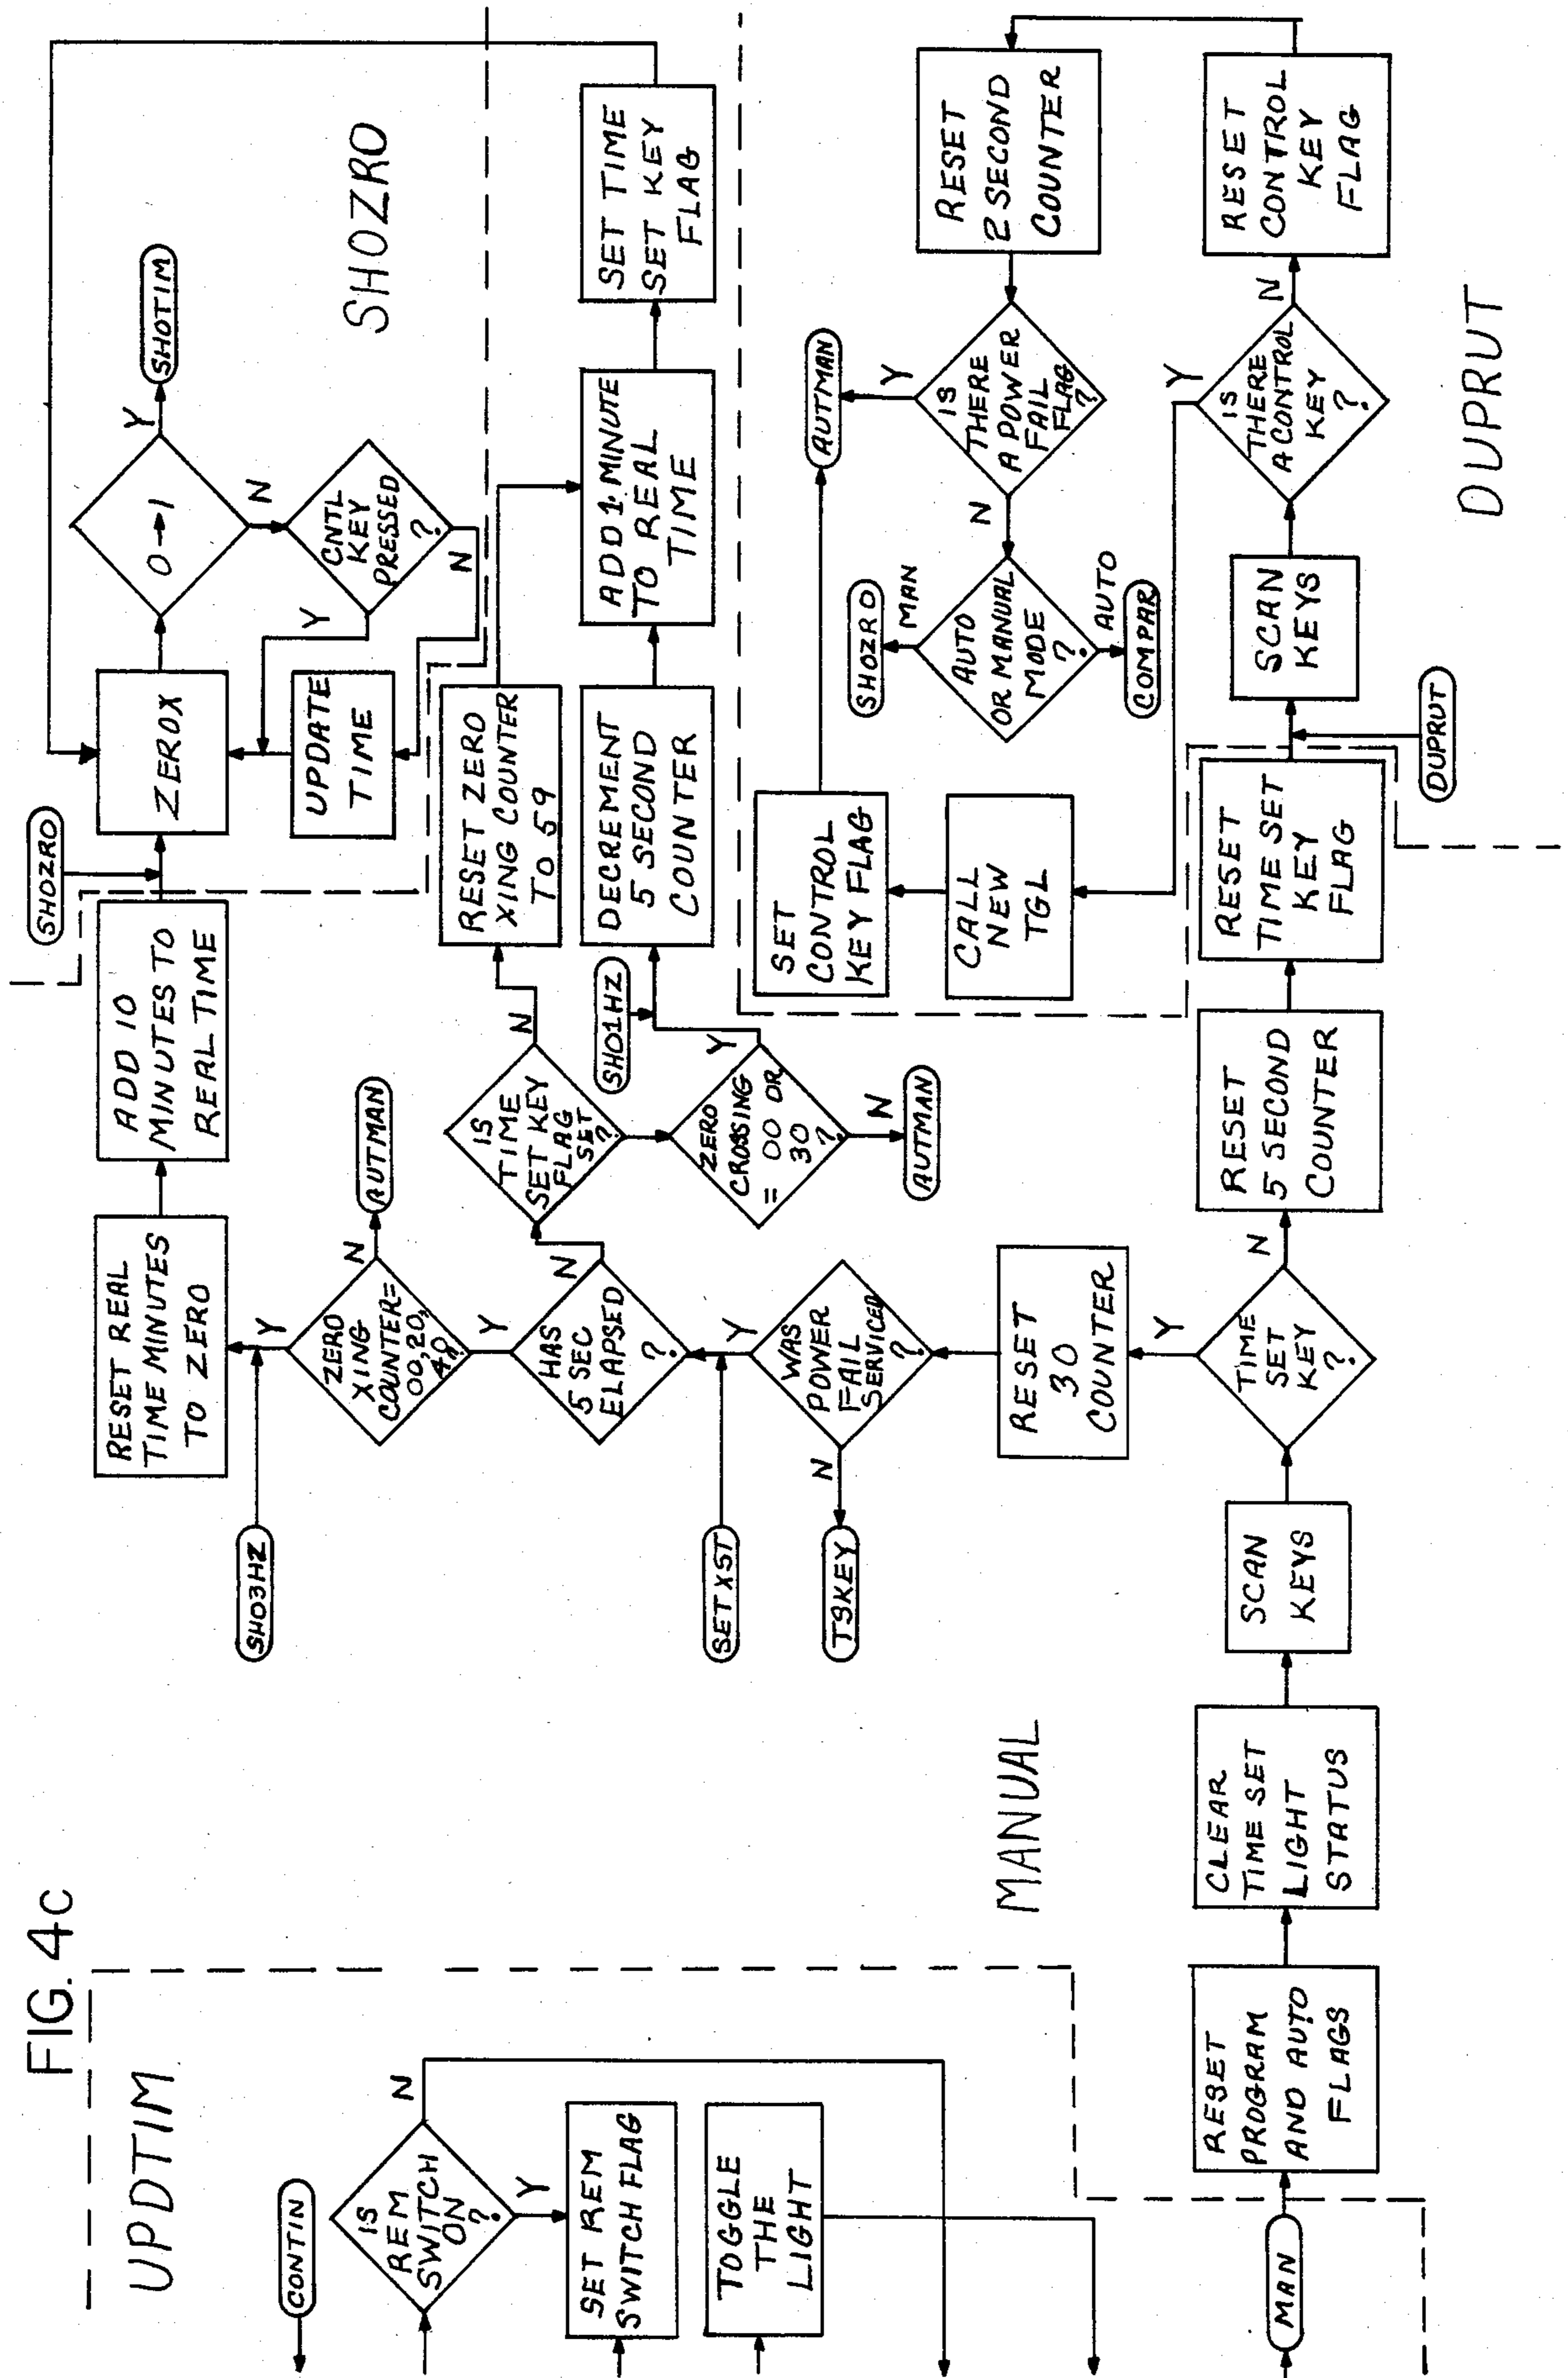 FIG. 4c
UPDTIM
CONTIN
IS
REM
SWITCH
ON
?
N
Y
SET REM
SWITCH FLAG
TOGGLE
THE
LIGHT
MAN
RESET
PROGRAM
AND AUTO
FLAGS
MANUAL
CLEAR
TIME SET
LIGHT
STATUS
SCAN
KEYS
TIME
SET
KEY
?
Y
N
RESET
30
COUNTER
WAS
POWER
FAIL
SERVICED
?
N
Y
TSKEY
SETXST
HAS
5 SEC
ELAPSED
?
Y
N
ZERO
XING
COUNTER=
00,20,
40?
N
Y
AUTMAN
SHO3HZ
RESET REAL
TIME MINUTES
TO ZERO
ADD 10
MINUTES TO
REAL TIME
SHOZRO
ZEROX
0→1
Y
SHOTIM
N
CNTL
KEY
PRESSED
?
Y
N
UPDATE
TIME
SHOZRO
IS
TIME
SET KEY
FLAG
SET
?
N
RESET ZERO
XING COUNTER
TO 59
ZERO
CROSSING
= 00 OR
30
?
Y
N
AUTMAN
SHO1HZ
DECREMENT
5 SECOND
COUNTER
ADD 1 MINUTE
TO REAL
TIME
SET TIME
SET KEY
FLAG
RESET
5 SECOND
COUNTER
RESET
TIME SET
KEY
FLAG
DUPRUT
SCAN
KEYS
IS
THERE
A CONTROL
KEY
?
Y
N
CALL
NEW
TGL
SET
CONTROL
KEY FLAG
AUTMAN
RESET
CONTROL
KEY
FLAG
RESET
2 SECOND
COUNTER
IS
THERE
A POWER
FAIL
FLAG
?
Y
N
AUTO
OR MANUAL
MODE
?
MAN
SHOZRO
AUTO
COMPAR
DUPRUT